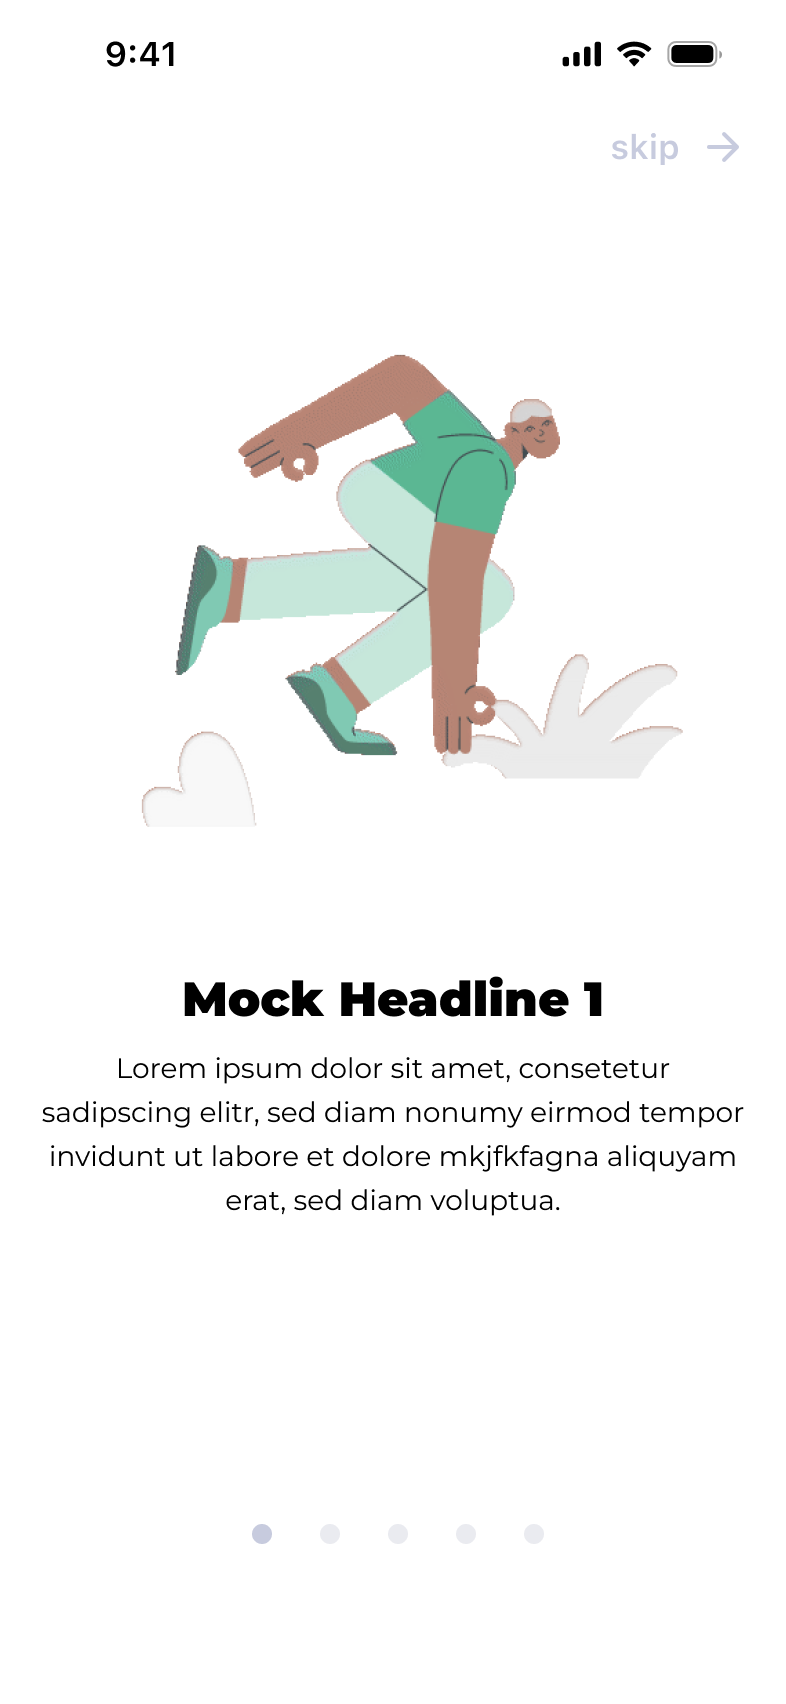 9:41
skip
Mock Headline 1
Lorem ipsum dolor sit amet, consetetur
sadipscing elitr, sed diam nonumy eirmod tempor
invidunt ut labore et dolore mkjfkfagna aliquyam
erat, sed diam voluptua.